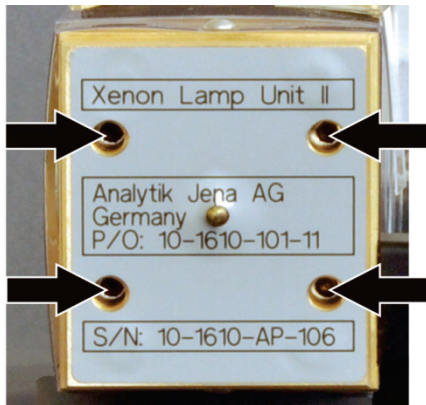 Xenon Lamp Unit II
Analytik Jena AG
Germany
P/O: 10-1610-101-11
S/N: 10-1610-AP-106